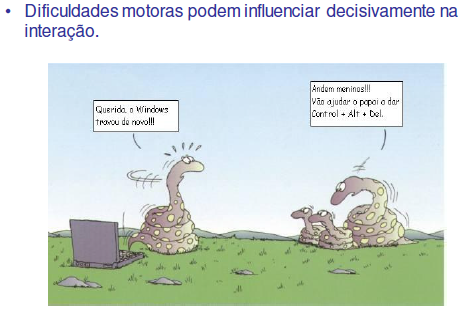 • Dificuldades motoras podem influenciar decisivamente na
interação.
Querida, o Windows
travou de novo!!!
Andem meninos!!!
Vão ajudar o papai a dar
Control + Alt + Del.